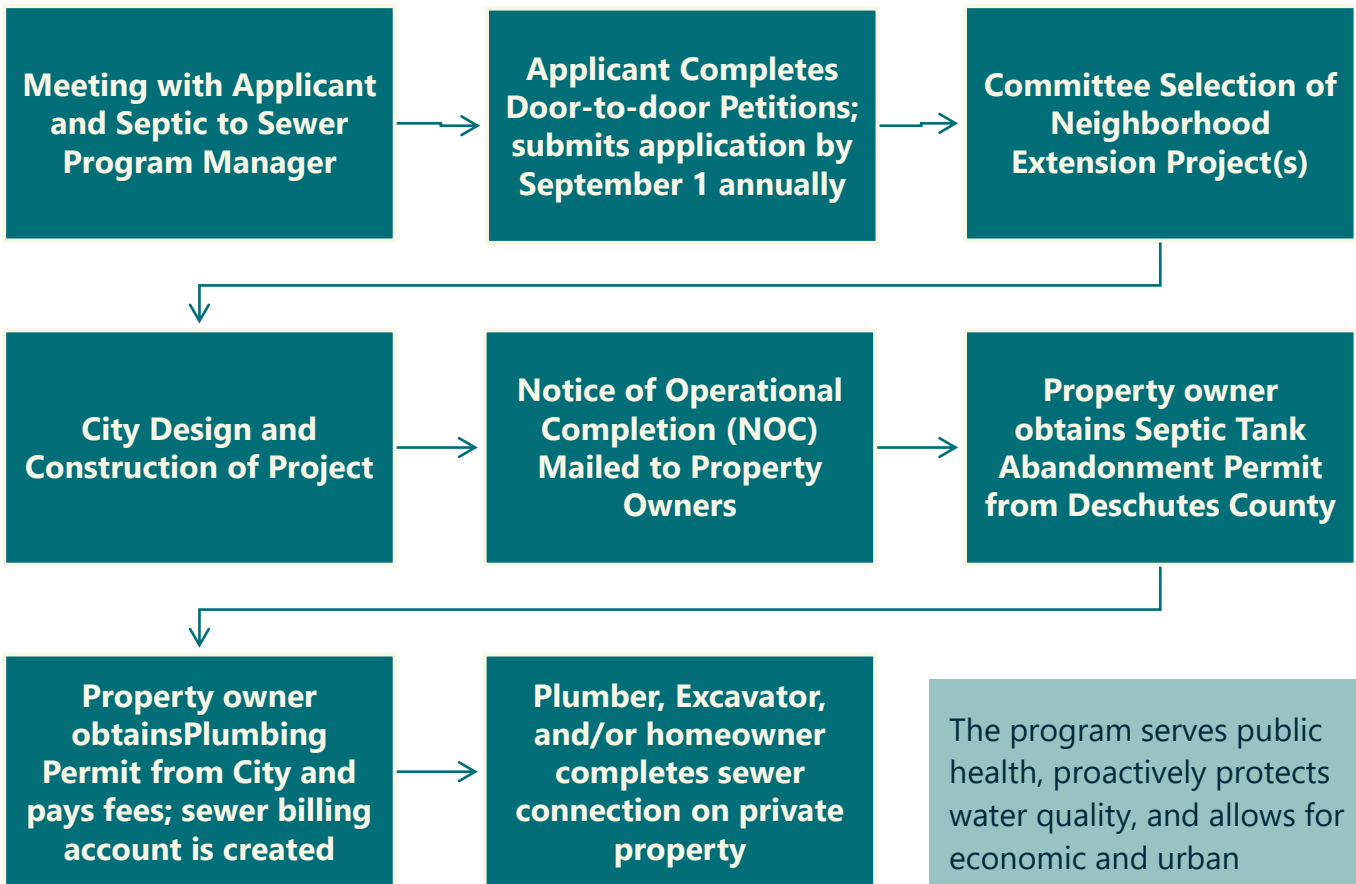 Meeting with Applicant
and Septic to Sewer
Program Manager
Applicant Completes
Door-to-door Petitions;
submits application by
September 1 annually
Committee Selection of
Neighborhood
Extension Project(s)
City Design and
Construction of Project
Notice of Operational
Completion (NOC)
Mailed to Property
Owners
Property owner
obtains Septic Tank
Abandonment Permit
from Deschutes County
Property owner
obtainsPlumbing
Permit from City and
pays fees; sewer billing
account is created
Plumber, Excavator,
and/or homeowner
completes sewer
connection on private
property
The program serves public
health, proactively protects
water quality, and allows for
economic and urban